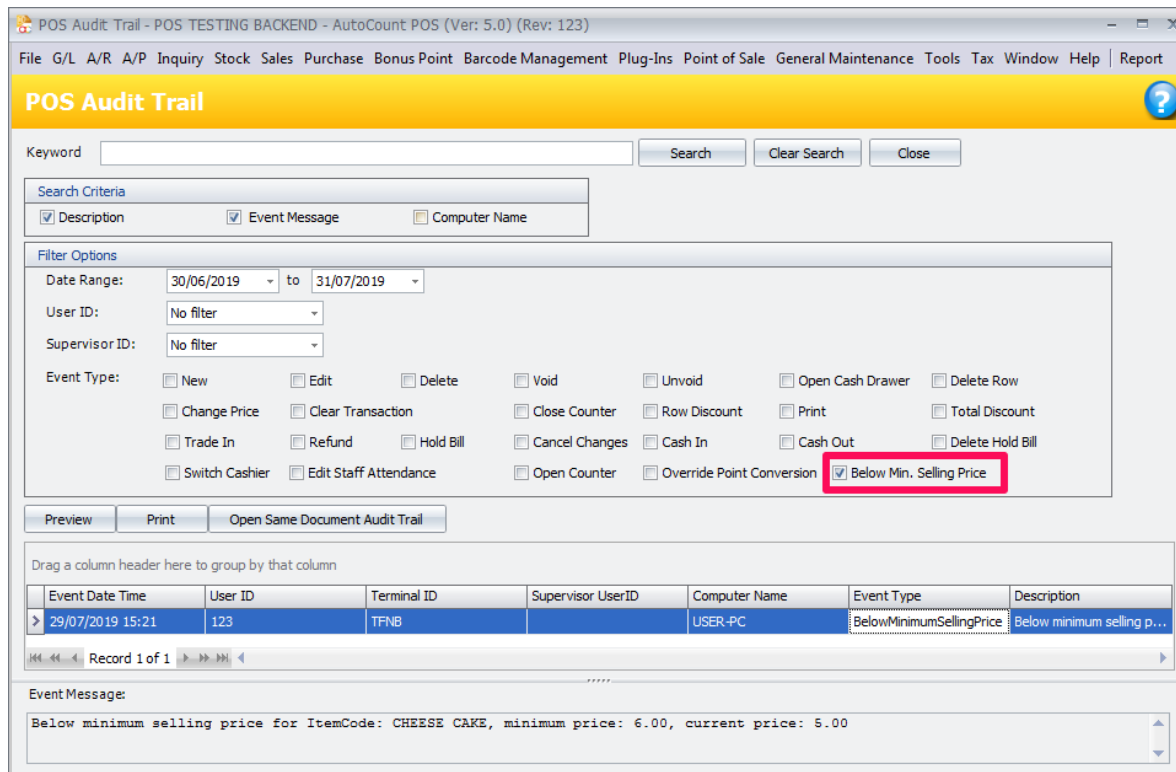 POS Audit Trail - POS TESTING BACKEND - AutoCount POS (Ver: 5.0) (Rev: 123)
File G/L A/R A/P Inquiry Stock Sales Purchase Bonus Point Barcode Management Plug-Ins Point of Sale General Maintenance Tools Tax Window Help Report
POS Audit Trail
?
Keyword Search Clear Search Close
Search Criteria
Description Event Message Computer Name
Filter Options
Date Range: 30/06/2019 to 31/07/2019
User ID: No filter
Supervisor ID: No filter
Event Type: New Edit Delete Void Unvoid Open Cash Drawer Delete Row
Change Price Clear Transaction Close Counter Row Discount Print Total Discount
Trade In Refund Hold Bill Cancel Changes Cash In Cash Out Delete Hold Bill
Switch Cashier Edit Staff Attendance Open Counter Override Point Conversion Below Min. Selling Price
Preview Print Open Same Document Audit Trail
Drag a column header here to group by that column
Event Date Time User ID Terminal ID Supervisor UserID Computer Name Event Type Description
29/07/2019 15:21 123 TFNB USER-PC BelowMinimumSellingPrice Below minimum selling p...
Record 1 of 1
Event Message:
Below minimum selling price for ItemCode: CHEESE CAKE, minimum price: 6.00, current price: 5.00